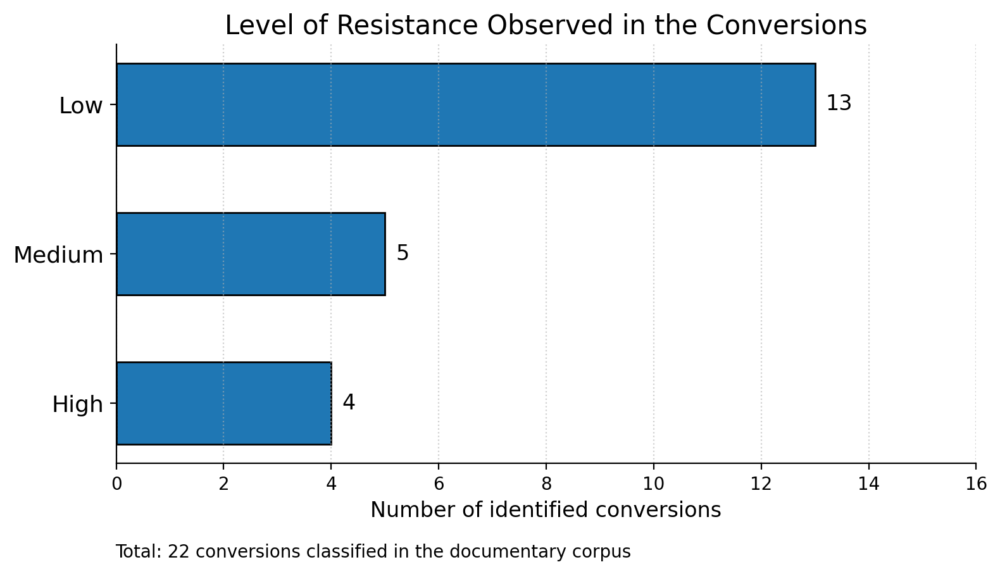 Level of Resistance Observed in the Conversions
Low
13
Medium
5
High
4
0 2 4 6 8 10 12 14 16
Number of identified conversions
Total: 22 conversions classified in the documentary corpus